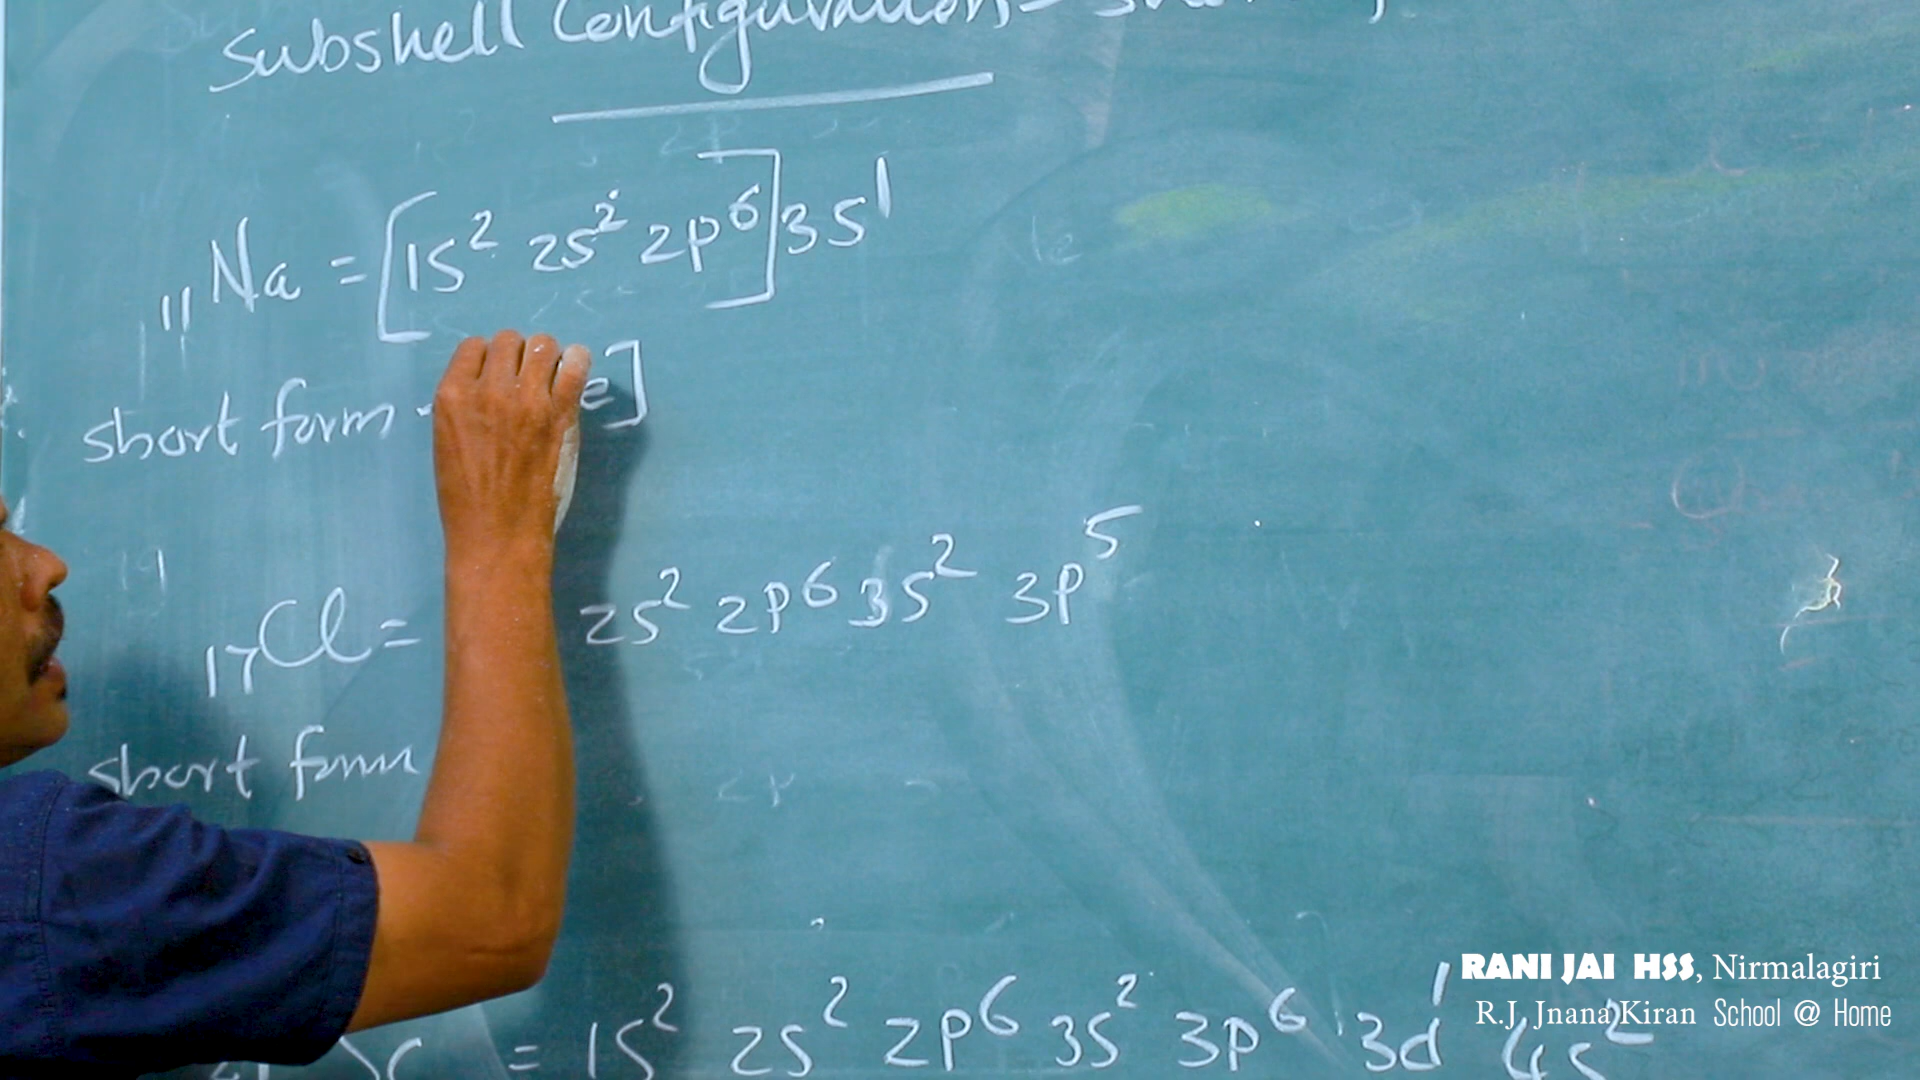 Subshell Configuration -
₁₁Na = [1s² 2s² 2p⁶] 3s¹
short form - e]
₁₇Cl = 2s² 2p⁶ 3s² 3p⁵
short form
= 1s² 2s² 2p⁶ 3s² 3p⁶ 3d¹ 4s²
RANI JAI HSS, Nirmalagiri
R.J. Jnana Kiran School @ Home